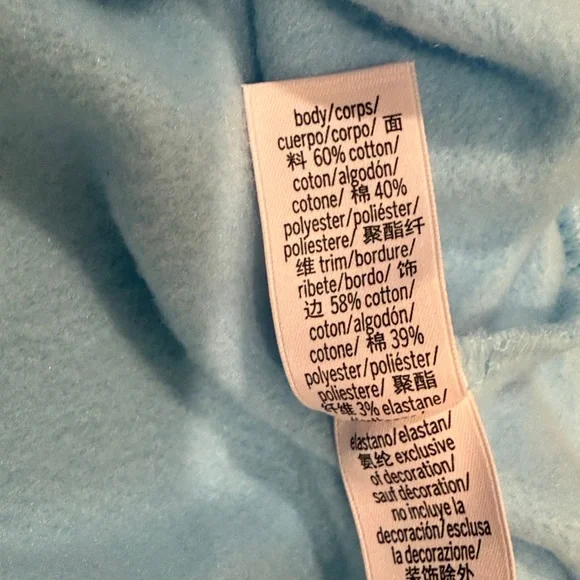 body/corps/
cuerpo/corpo/ 面
料 60% cotton/
coton/algodón/
cotone/ 棉 40%
polyester/poliéster/
poliestere/ 聚酯纤
维 trim/bordure/
ribete/bordo/ 饰
边 58% cotton/
coton/algodón/
cotone/ 棉 39%
polyester/poliéster/
poliestere/ 聚酯
纤维 3% elastane/
elastano/elastan/
氨纶 exclusive
of decoration/
sauf décoration/
no incluye la
decoración/esclusa
la decorazione/
装饰除外